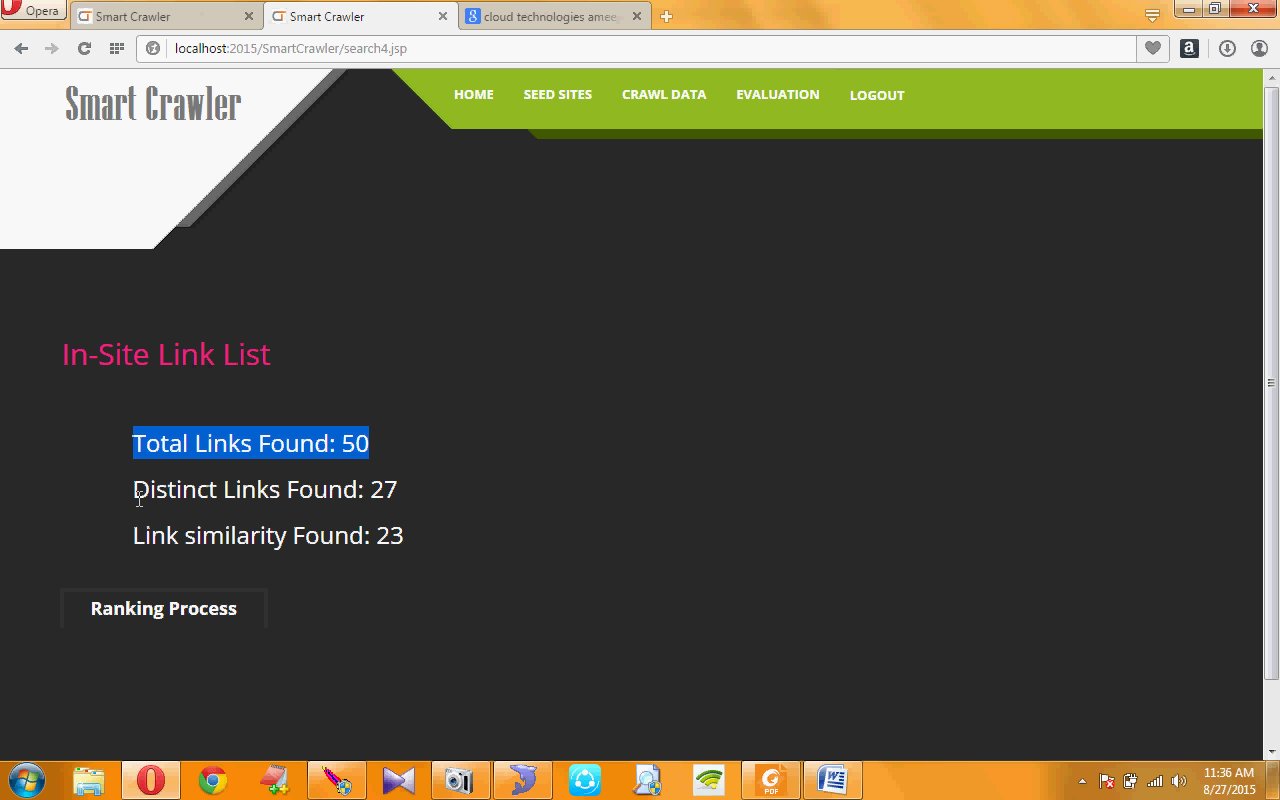 Opera
Smart Crawler
Smart Crawler
cloud technologies amee
localhost:2015/SmartCrawler/search4.jsp
Smart Crawler
HOME
SEED SITES
CRAWL DATA
EVALUATION
LOGOUT
In-Site Link List
Total Links Found: 50
Distinct Links Found: 27
Link similarity Found: 23
Ranking Process
PDF
11:36 AM
8/27/2015